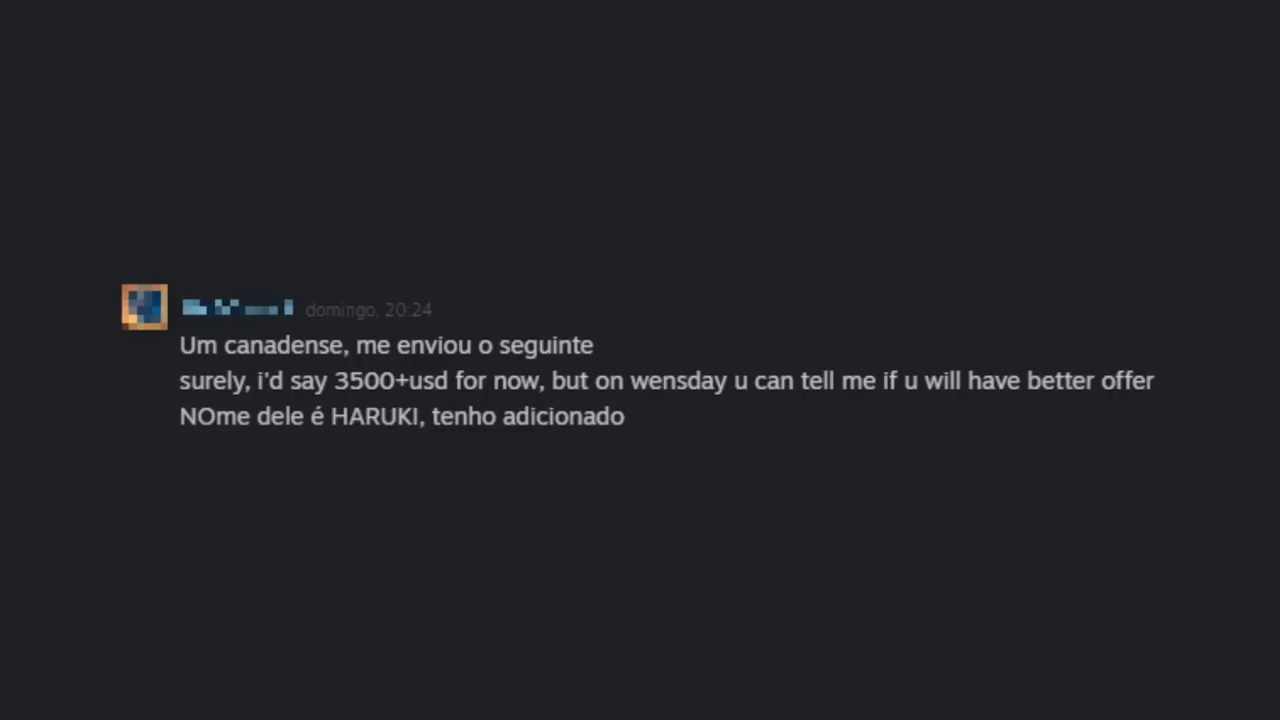 domingo, 20:24
Um canadense, me enviou o seguinte
surely, i'd say 3500+usd for now, but on wensday u can tell me if u will have better offer
NOme dele é HARUKI, tenho adicionado